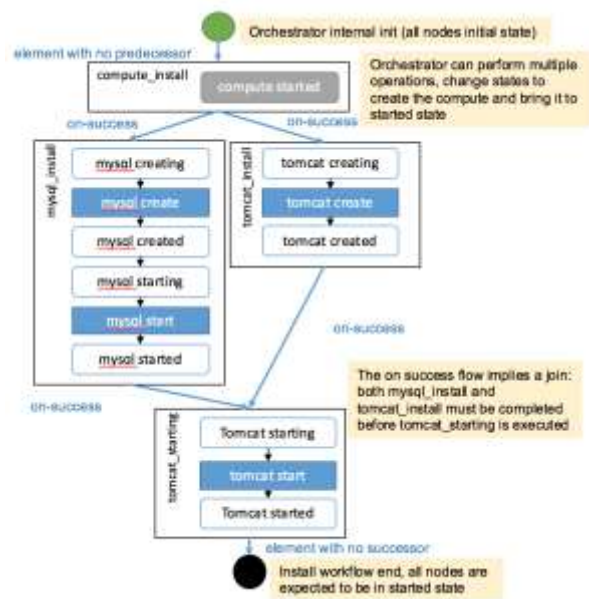 Orchestrator internal init (all nodes initial state)
element with no predecessor
compute_install
compute started
Orchestrator can perform multiple
operations, change states to
create the compute and bring it to
started state
on-success
on-success
mysql_install
mysql creating
mysql create
mysql created
mysql starting
mysql start
mysql started
tomcat_install
tomcat creating
tomcat create
tomcat created
on-success
on-success
The on success flow implies a join:
both mysql_install and
tomcat_install must be completed
before tomcat_starting is executed
tomcat_starting
Tomcat starting
tomcat start
Tomcat started
element with no successor
Install workflow end, all nodes are
expected to be in started state